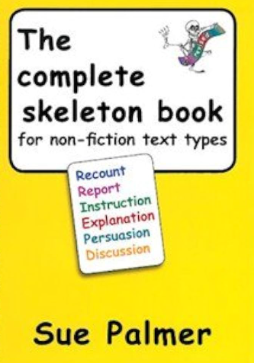 The
complete
skeleton book
for non-fiction text types
Recount
Report
Instruction
Explanation
Persuasion
Discussion
Sue Palmer